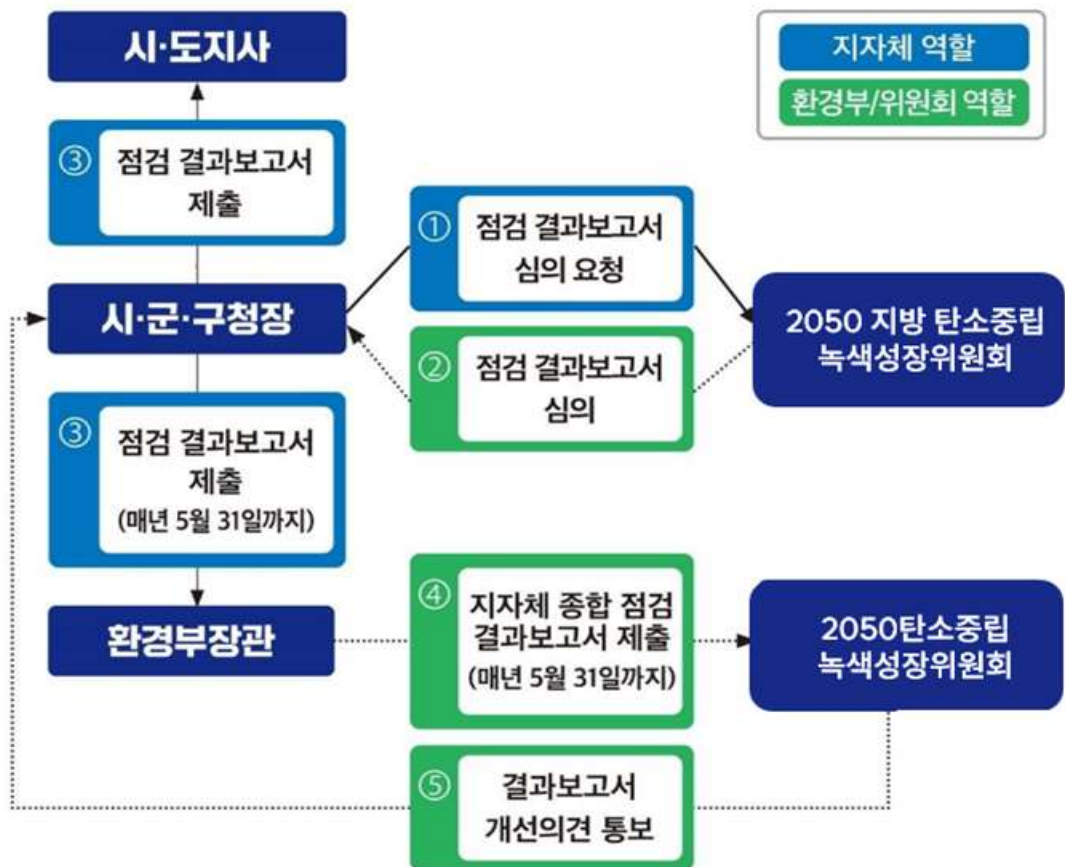 시·도지사
지자체 역할
환경부/위원회 역할
③ 점검 결과보고서
제출
① 점검 결과보고서
심의 요청
시·군·구청장
2050 지방 탄소중립
녹색성장위원회
② 점검 결과보고서
심의
③ 점검 결과보고서
제출
(매년 5월 31일까지)
환경부장관
④ 지자체 종합 점검
결과보고서 제출
(매년 5월 31일까지)
2050탄소중립
녹색성장위원회
⑤ 결과보고서
개선의견 통보